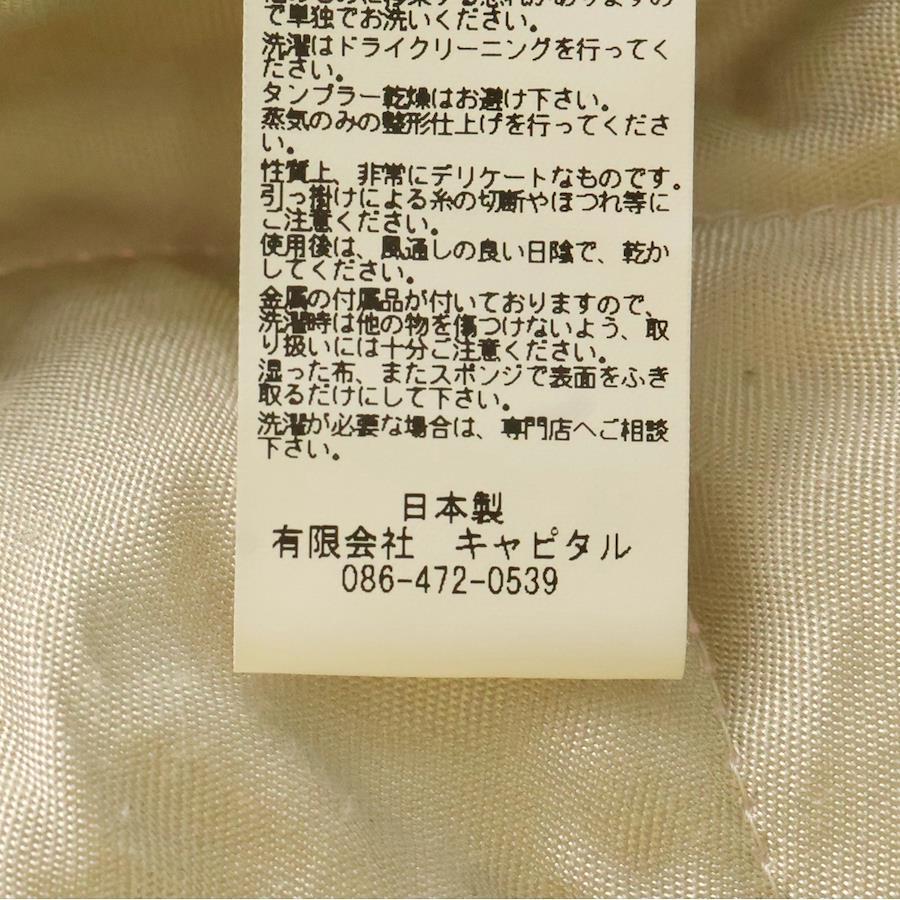 で単独でお洗いください。
洗濯はドライクリーニングを行ってく
ださい。
タンブラー乾燥はお避け下さい。
蒸気のみの整形仕上げを行ってくださ
い。
性質上、非常にデリケートなものです。
引っ掛けによる糸の切断やほつれ等に
ご注意ください。
使用後は、風通しの良い日陰で、乾か
してください。
金属の付属品が付いておりますので、
洗濯時は他の物を傷つけないよう、取
り扱いには十分ご注意ください。
湿った布、またスポンジで表面をふき
取るだけにして下さい。
洗濯が必要な場合は、専門店へご相談
下さい。
日本製
有限会社　キャピタル
086-472-0539